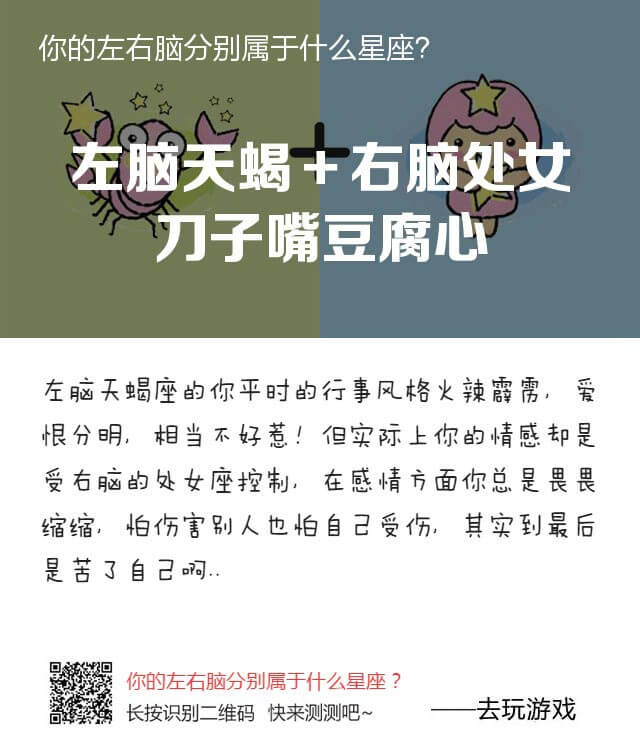 你的左右脑分别属于什么星座？
左脑天蝎＋右脑处女
刀子嘴豆腐心
左脑天蝎座的你平时的行事风格火辣霹雳，爱
恨分明，相当不好惹！但实际上你的情感却是
受右脑的处女座控制，在感情方面你总是畏畏
缩缩，怕伤害别人也怕自己受伤，其实到最后
是苦了自己啊..
你的左右脑分别属于什么星座？
长按识别二维码 快来测测吧~
——去玩游戏